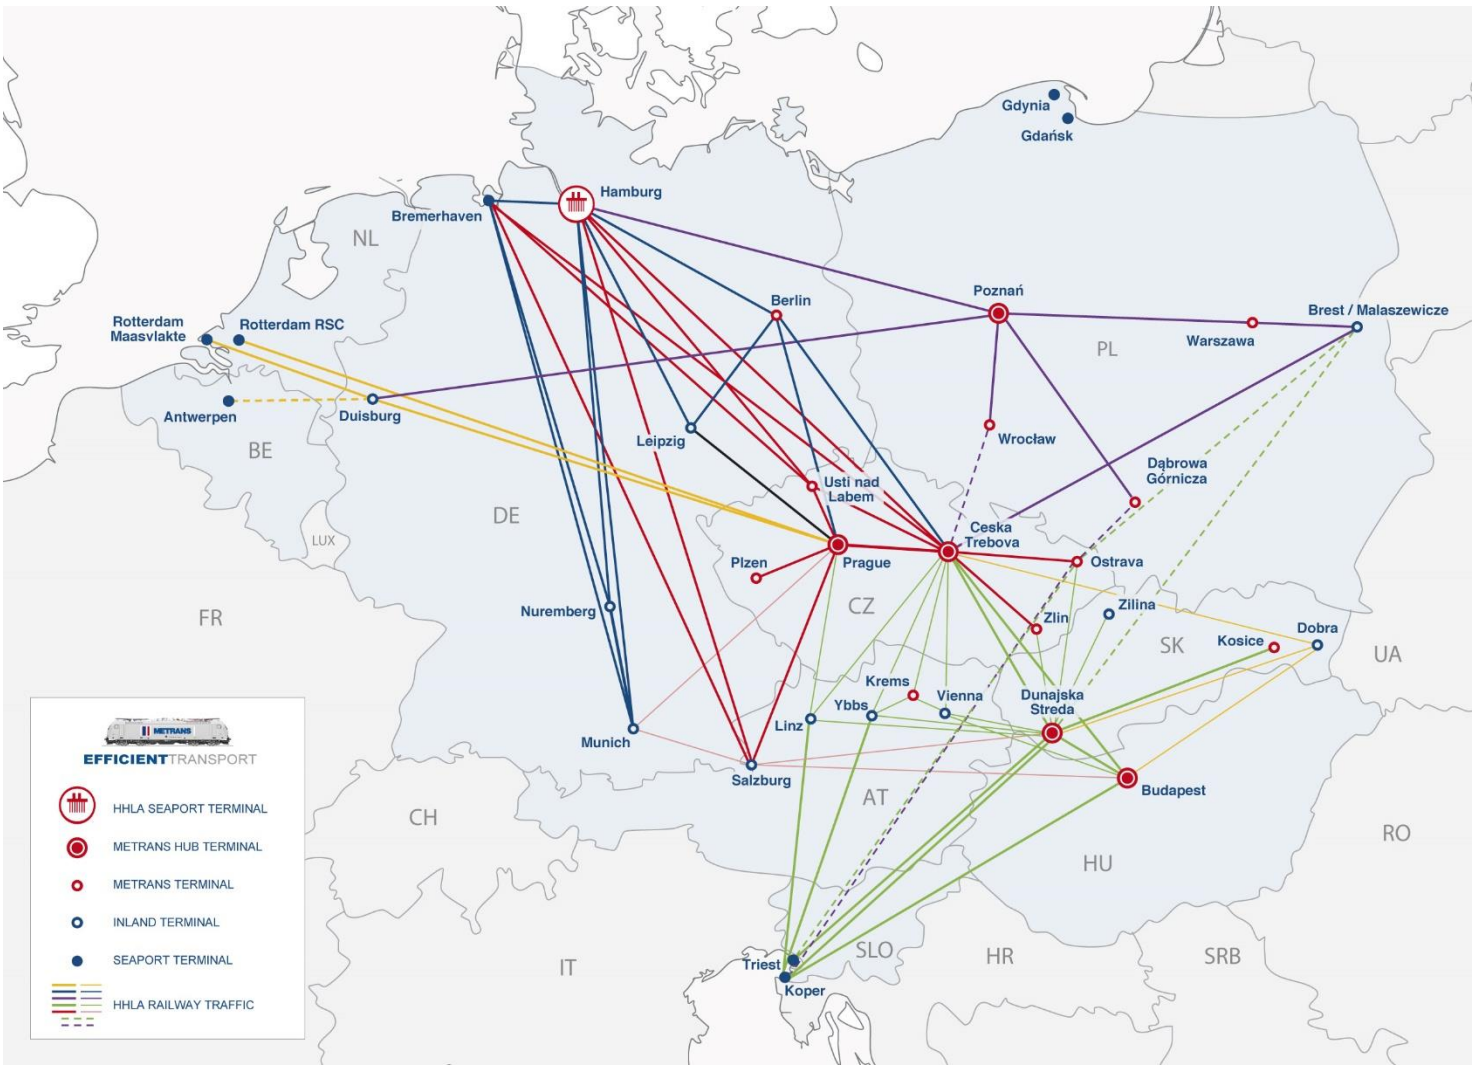 Gdynia
Gdańsk
Hamburg
Bremerhaven
NL
Berlin
Poznań
Brest / Malaszewicze
Rotterdam
Maasvlakte
Rotterdam RSC
Warszawa
PL
Antwerpen
Duisburg
BE
Leipzig
Wrocław
Dąbrowa
Górnicza
Usti nad
Labem
DE
LUX
Ceska
Trebova
Plzen
Prague
Ostrava
Nuremberg
CZ
Zlin
Zilina
FR
SK
Kosice
Dobra
UA
Krems
Ybbs
Vienna
Dunajska
Streda
Linz
Munich
Salzburg
AT
Budapest
CH
RO
HU
IT
SLO
HR
SRB
Triest
Koper
METRANS
EFFICIENTTRANSPORT
HHLA SEAPORT TERMINAL
METRANS HUB TERMINAL
METRANS TERMINAL
INLAND TERMINAL
SEAPORT TERMINAL
HHLA RAILWAY TRAFFIC